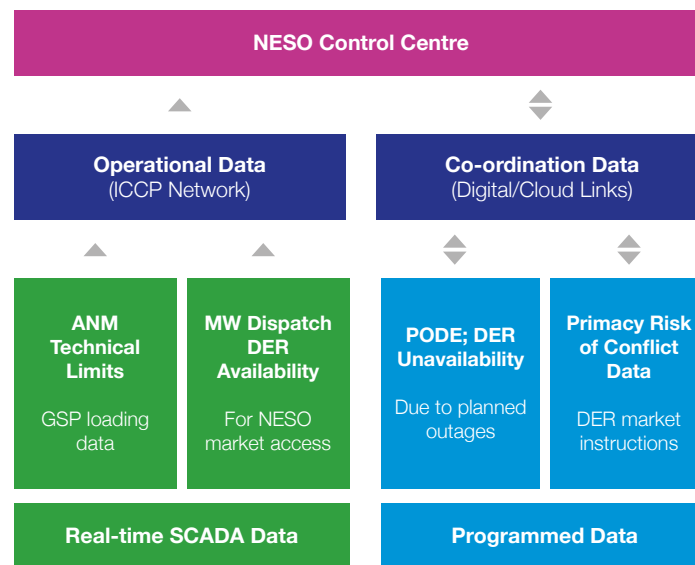 NESO Control Centre
Operational Data
(ICCP Network)
Co-ordination Data
(Digital/Cloud Links)
ANM
Technical
Limits
GSP loading
data
MW Dispatch
DER
Availability
For NESO
market access
PODE; DER
Unavailability
Due to planned
outages
Primacy Risk
of Conflict
Data
DER market
instructions
Real-time SCADA Data
Programmed Data